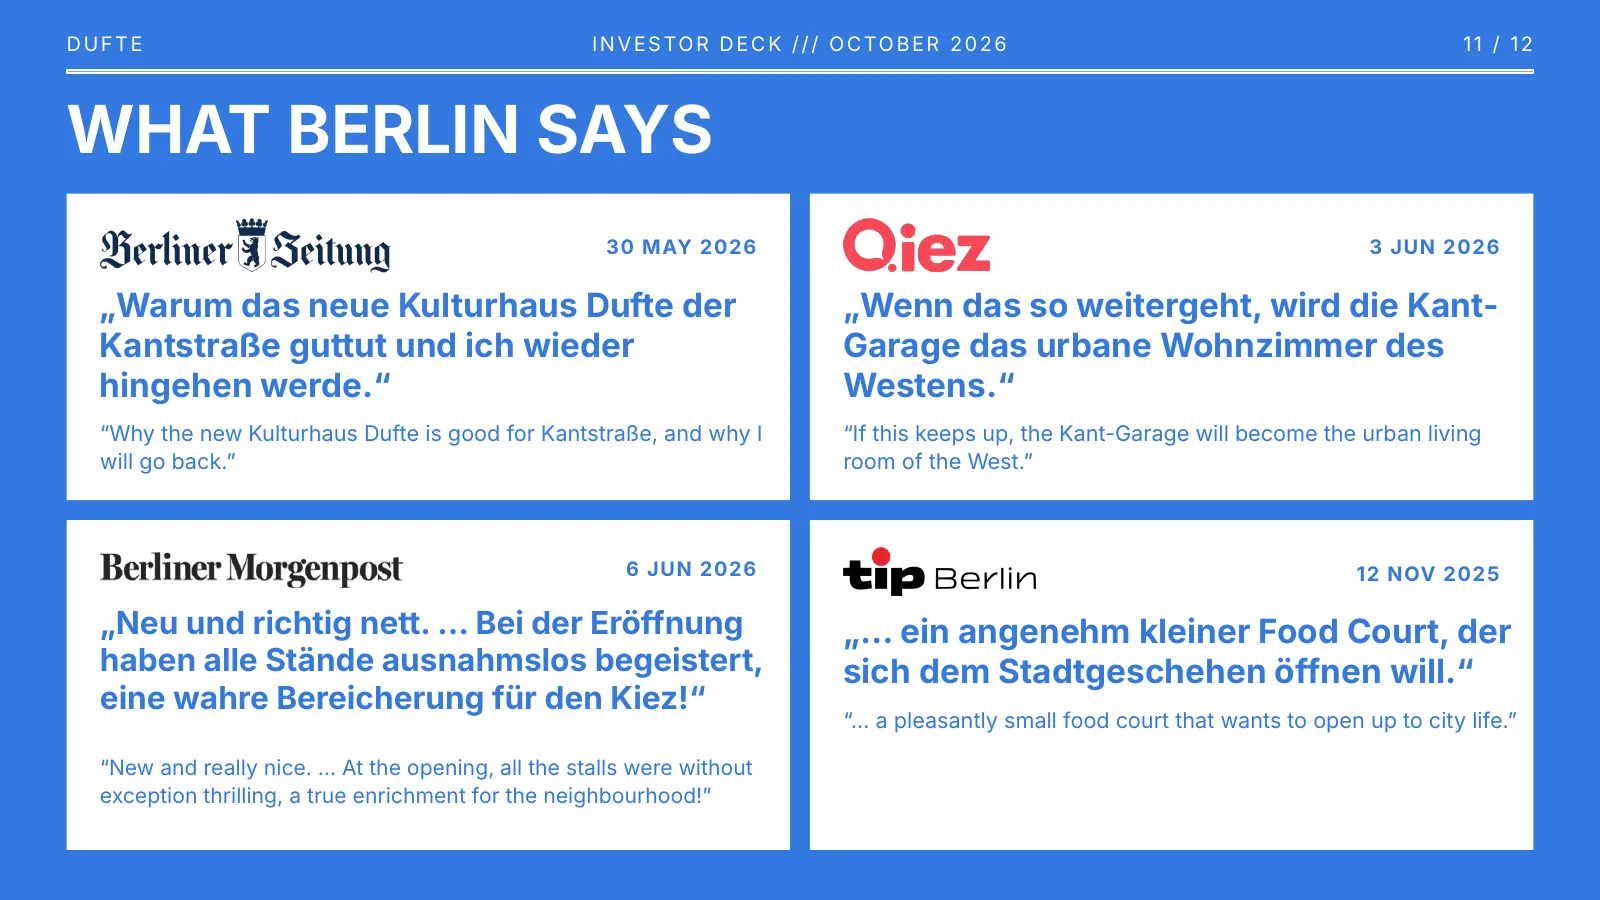 DUFTE
INVESTOR DECK /// OCTOBER 2026
11 / 12
WHAT BERLIN SAYS
Berliner Zeitung
30 MAY 2026
„Warum das neue Kulturhaus Dufte der
Kantstraße guttut und ich wieder
hingehen werde.“
“Why the new Kulturhaus Dufte is good for Kantstraße, and why I
will go back.”
Qiez
3 JUN 2026
„Wenn das so weitergeht, wird die Kant-
Garage das urbane Wohnzimmer des
Westens.“
“If this keeps up, the Kant-Garage will become the urban living
room of the West.”
Berliner Morgenpost
6 JUN 2026
„Neu und richtig nett. … Bei der Eröffnung
haben alle Stände ausnahmslos begeistert,
eine wahre Bereicherung für den Kiez!“
“New and really nice. … At the opening, all the stalls were without
exception thrilling, a true enrichment for the neighbourhood!”
tip Berlin
12 NOV 2025
„… ein angenehm kleiner Food Court, der
sich dem Stadtgeschehen öffnen will.“
“… a pleasantly small food court that wants to open up to city life.”